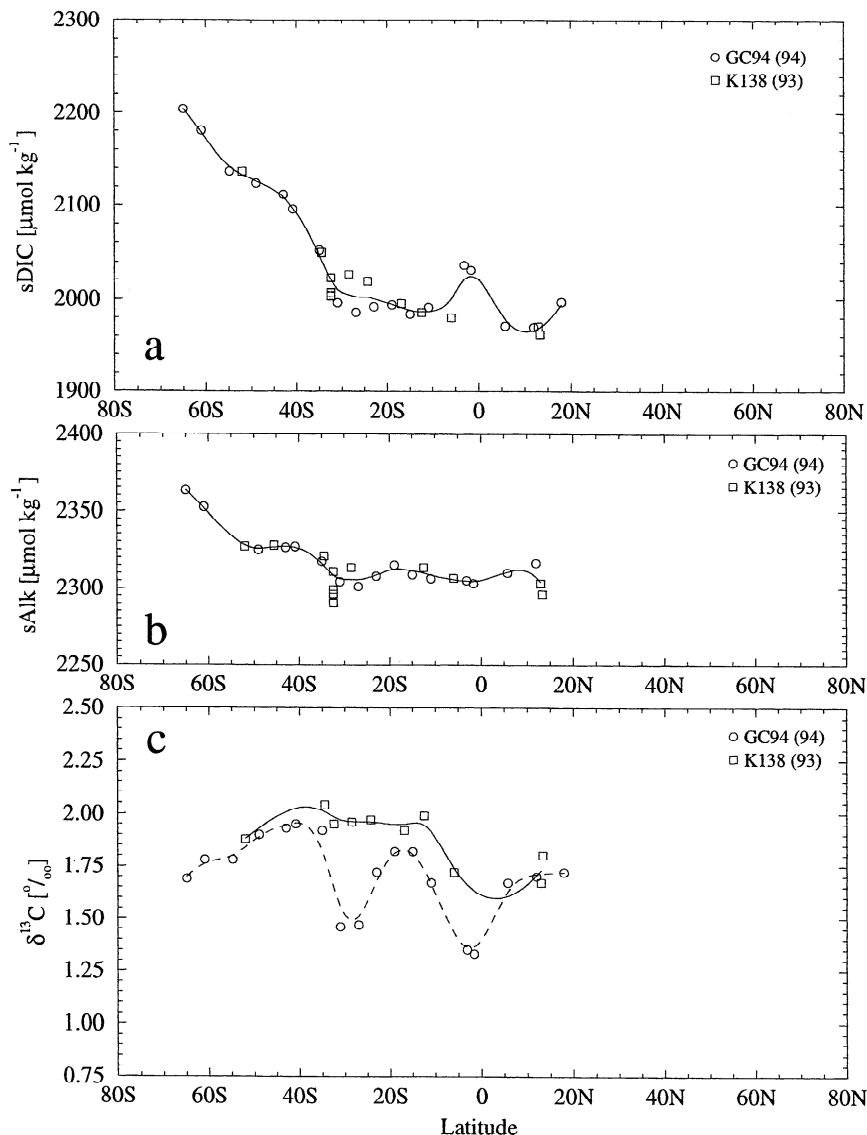 2300
2200
2100
2000
1900
sDIC [μmol kg⁻¹]
GC94 (94)
K138 (93)
a
80S 60S 40S 20S 0 20N 40N 60N 80N
2400
2350
2300
2250
sAlk [μmol kg⁻¹]
GC94 (94)
K138 (93)
b
80S 60S 40S 20S 0 20N 40N 60N 80N
2.50
2.25
2.00
1.75
1.50
1.25
1.00
0.75
δ¹³C [°/₀₀]
c
GC94 (94)
K138 (93)
80S 60S 40S 20S 0 20N 40N 60N 80N
Latitude